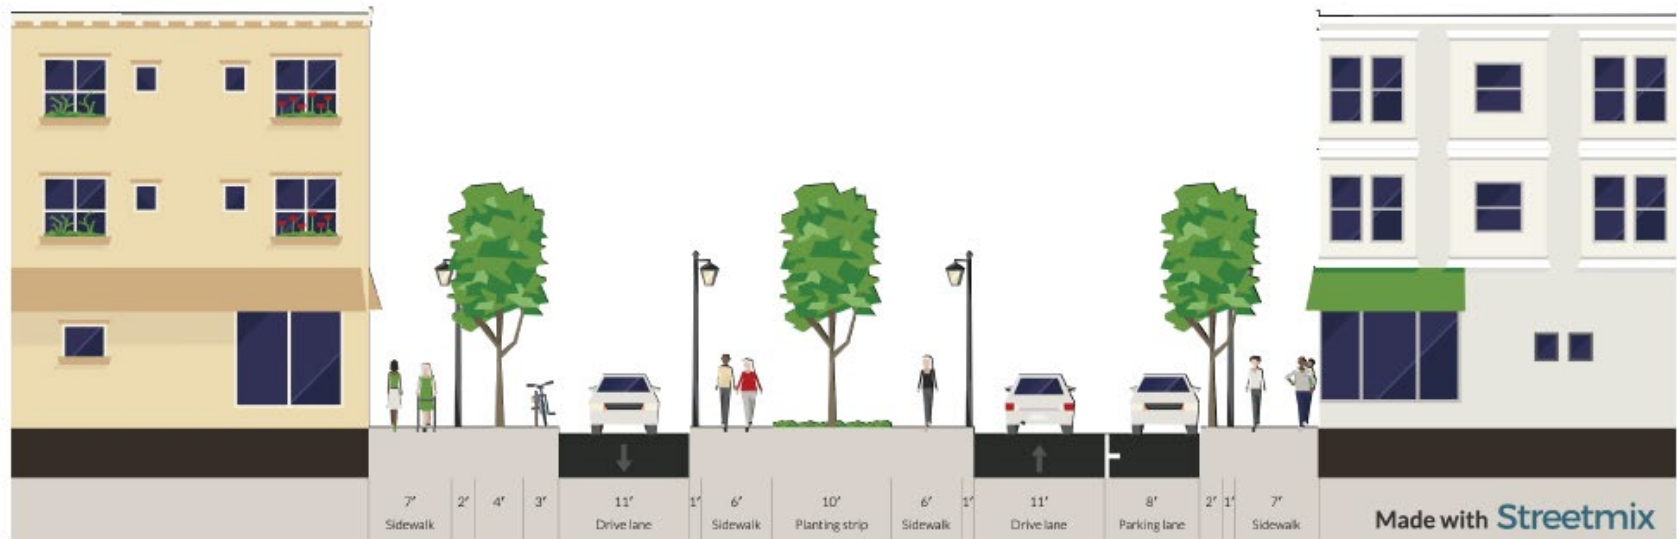 7' 2' 4' 3' 11' 1' 6' 10' 6' 1' 11' 8' 2' 1' 7'
Sidewalk Drive lane Sidewalk Planting strip Sidewalk Drive lane Parking lane Sidewalk
Made with Streetmix